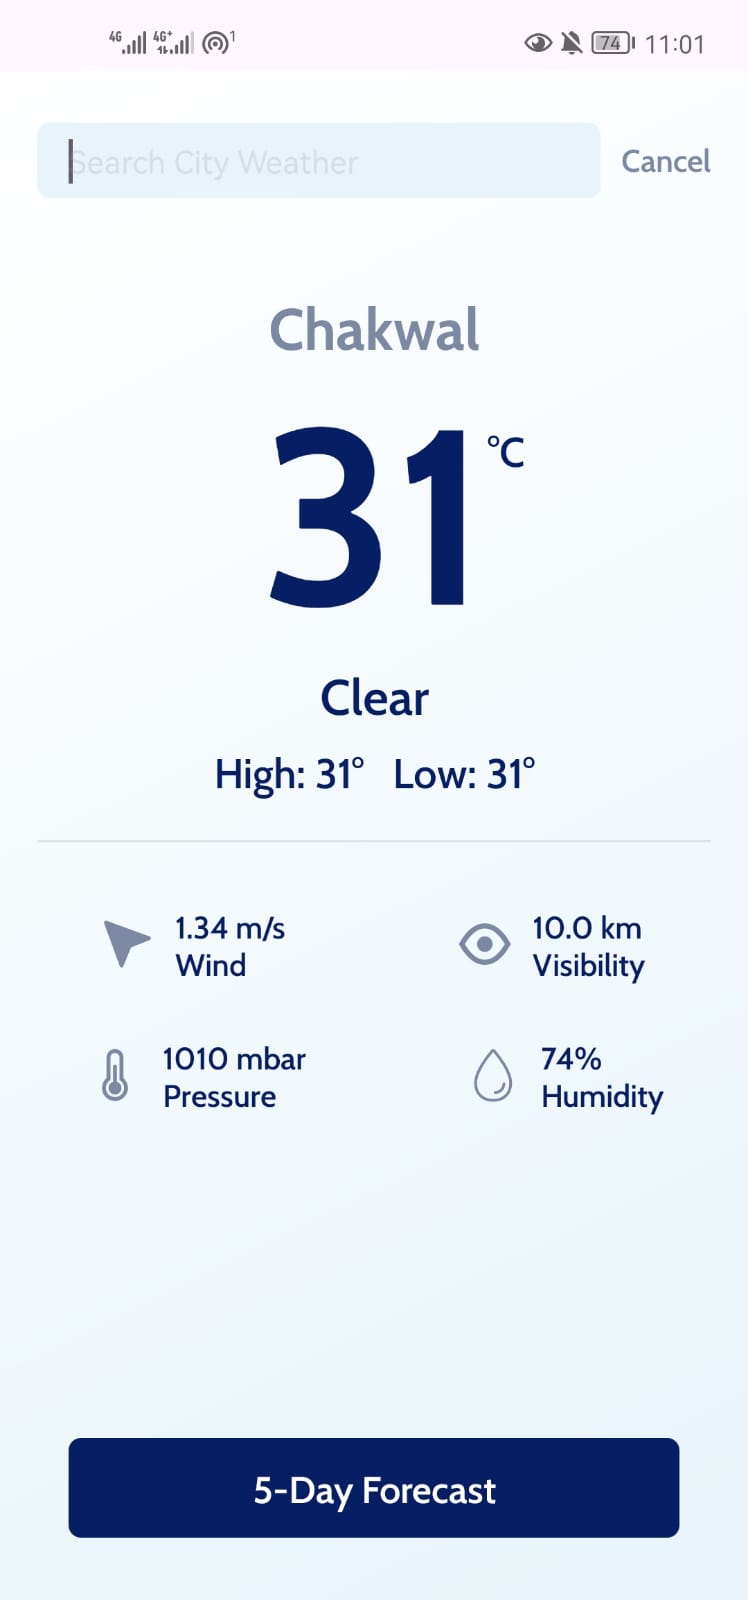 4G 4G+ 1 74 11:01
Search City Weather Cancel
Chakwal
31 °C
Clear
High: 31° Low: 31°
1.34 m/s
Wind
10.0 km
Visibility
1010 mbar
Pressure
74%
Humidity
5-Day Forecast